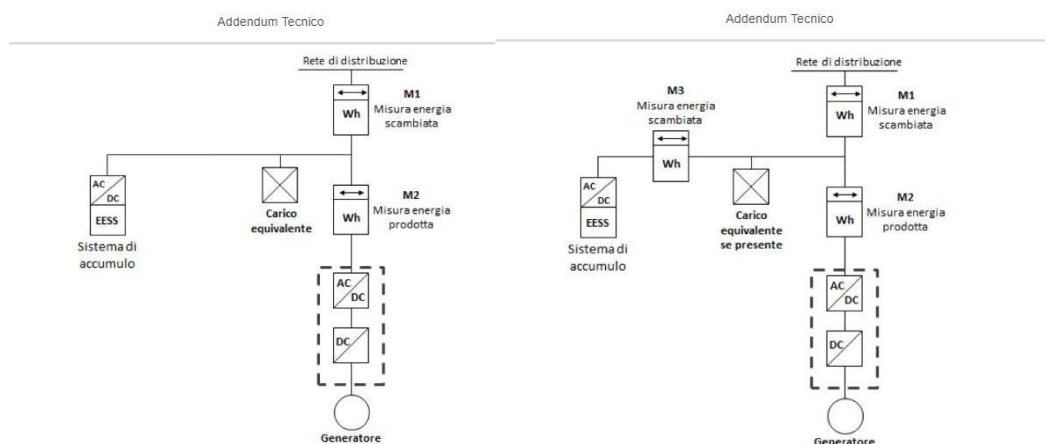 Addendum Tecnico
Rete di distribuzione
M1
Misura energia
scambiata
Wh
AC
DC
EESS
Sistema di
accumulo
Carico
equivalente
M2
Misura energia
prodotta
Wh
AC
DC
DC
Generatore
Addendum Tecnico
Rete di distribuzione
M3
Misura energia
scambiata
Wh
M1
Misura energia
scambiata
Wh
AC
DC
EESS
Sistema di
accumulo
Carico
equivalente
se presente
M2
Misura energia
prodotta
Wh
AC
DC
DC
Generatore